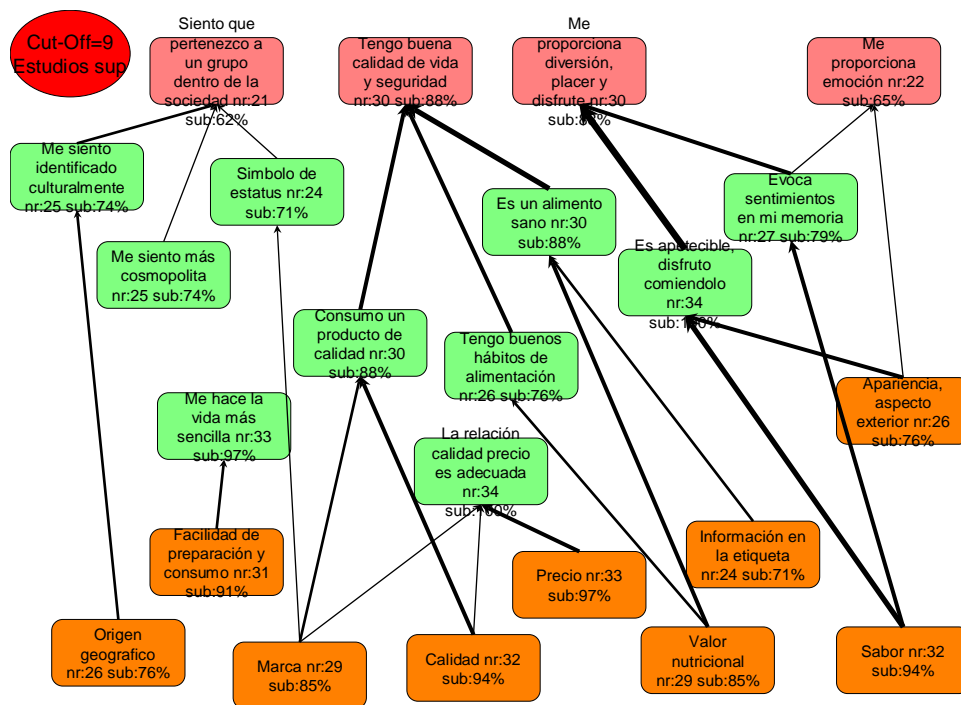 Cut-Off=9
Estudios sup
Siento que
pertenezco a
un grupo
dentro de la
sociedad nr:21
sub:62%
Tengo buena
calidad de vida
y seguridad
nr:30 sub:88%
Me
proporciona
diversión,
placer y
disfrute nr:30
Me
proporciona
emoción nr:22
sub:65%
Me siento
identificado
culturalmente
nr:25 sub:74%
Simbolo de
estatus nr:24
sub:71%
Es un alimento
sano nr:30
sub:88%
Evoca
sentimientos
en mi memoria
nr:27 sub:79%
Me siento más
cosmopolita
nr:25 sub:74%
Es apetecible,
disfruto
comiendolo
nr:34
sub:100%
Consumo un
producto de
calidad nr:30
sub:88%
Tengo buenos
hábitos de
alimentación
nr:26 sub:76%
Apariencia,
aspecto
exterior nr:26
sub:76%
Me hace la
vida más
sencilla nr:33
sub:97%
La relación
calidad precio
es adecuada
nr:34
sub:100%
Facilidad de
preparación y
consumo nr:31
sub:91%
Precio nr:33
sub:97%
Información en
la etiqueta
nr:24 sub:71%
Origen
geografico
nr:26 sub:76%
Marca nr:29
sub:85%
Calidad nr:32
sub:94%
Valor
nutricional
nr:29 sub:85%
Sabor nr:32
sub:94%